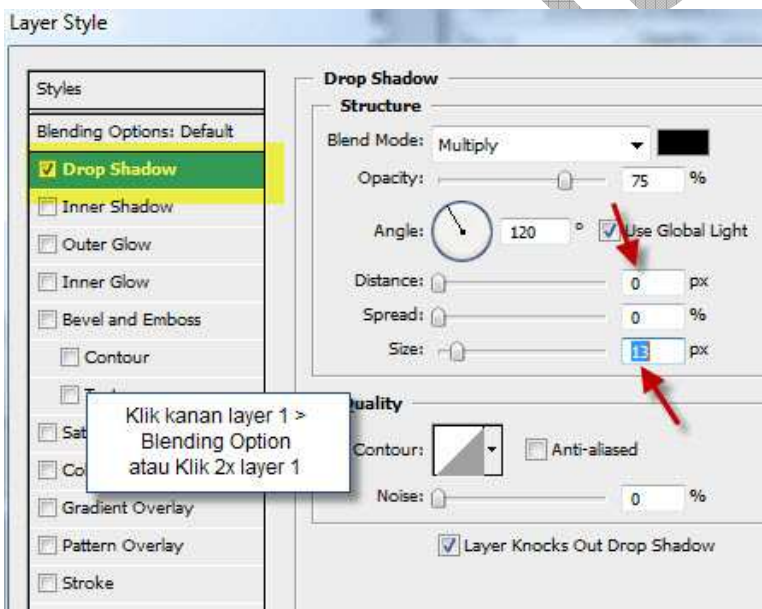 Layer Style
Styles
Blending Options: Default
Drop Shadow
Inner Shadow
Outer Glow
Inner Glow
Bevel and Emboss
Contour
Klik kanan layer 1 >
Blending Option
atau Klik 2x layer 1
Gradient Overlay
Pattern Overlay
Stroke
Drop Shadow
Structure
Blend Mode: Multiply
Opacity: 75 %
Angle: 120 ° Use Global Light
Distance: 0 px
Spread: 0 %
Size: 13 px
Quality
Contour: Anti-aliased
Noise: 0 %
Layer Knocks Out Drop Shadow